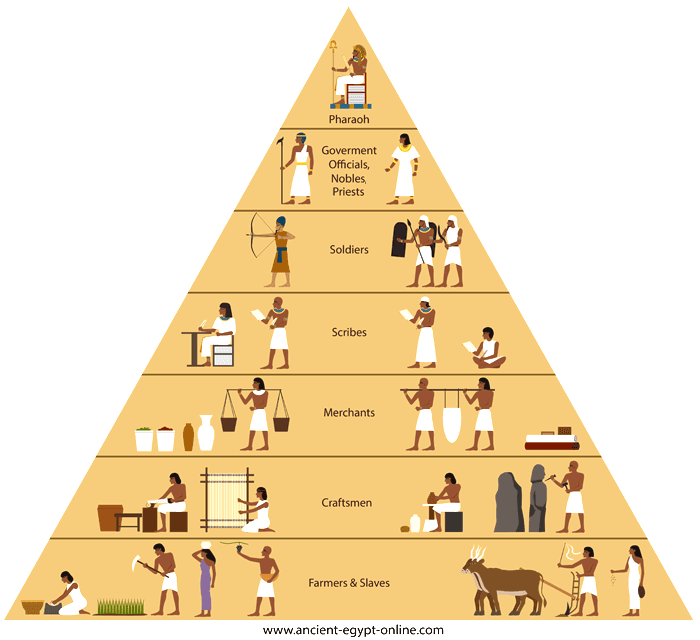 Pharaoh
Goverment
Officials,
Nobles,
Priests
Soldiers
Scribes
Merchants
Craftsmen
Farmers & Slaves
www.ancient-egypt-online.com